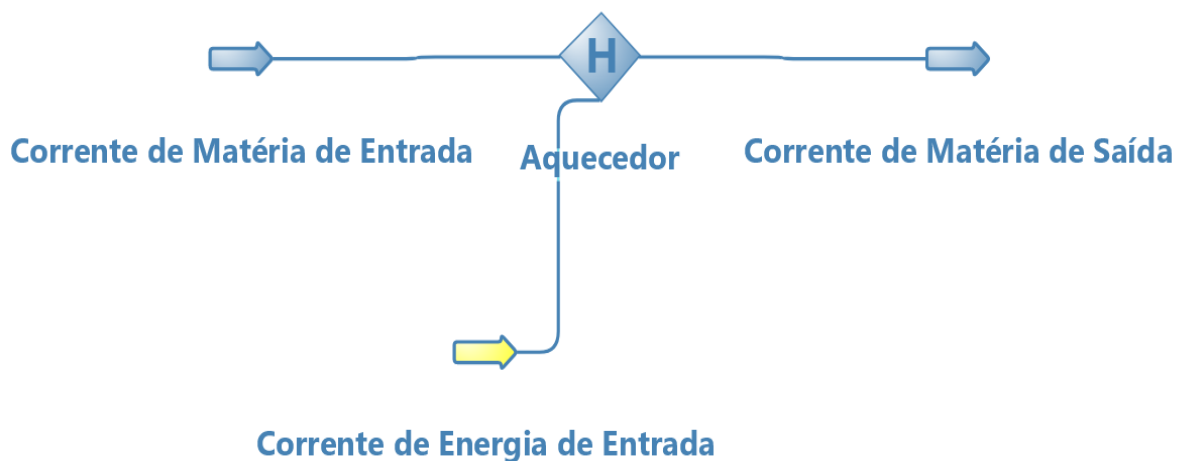 H
Corrente de Matéria de Entrada
Aquecedor
Corrente de Matéria de Saída
Corrente de Energia de Entrada